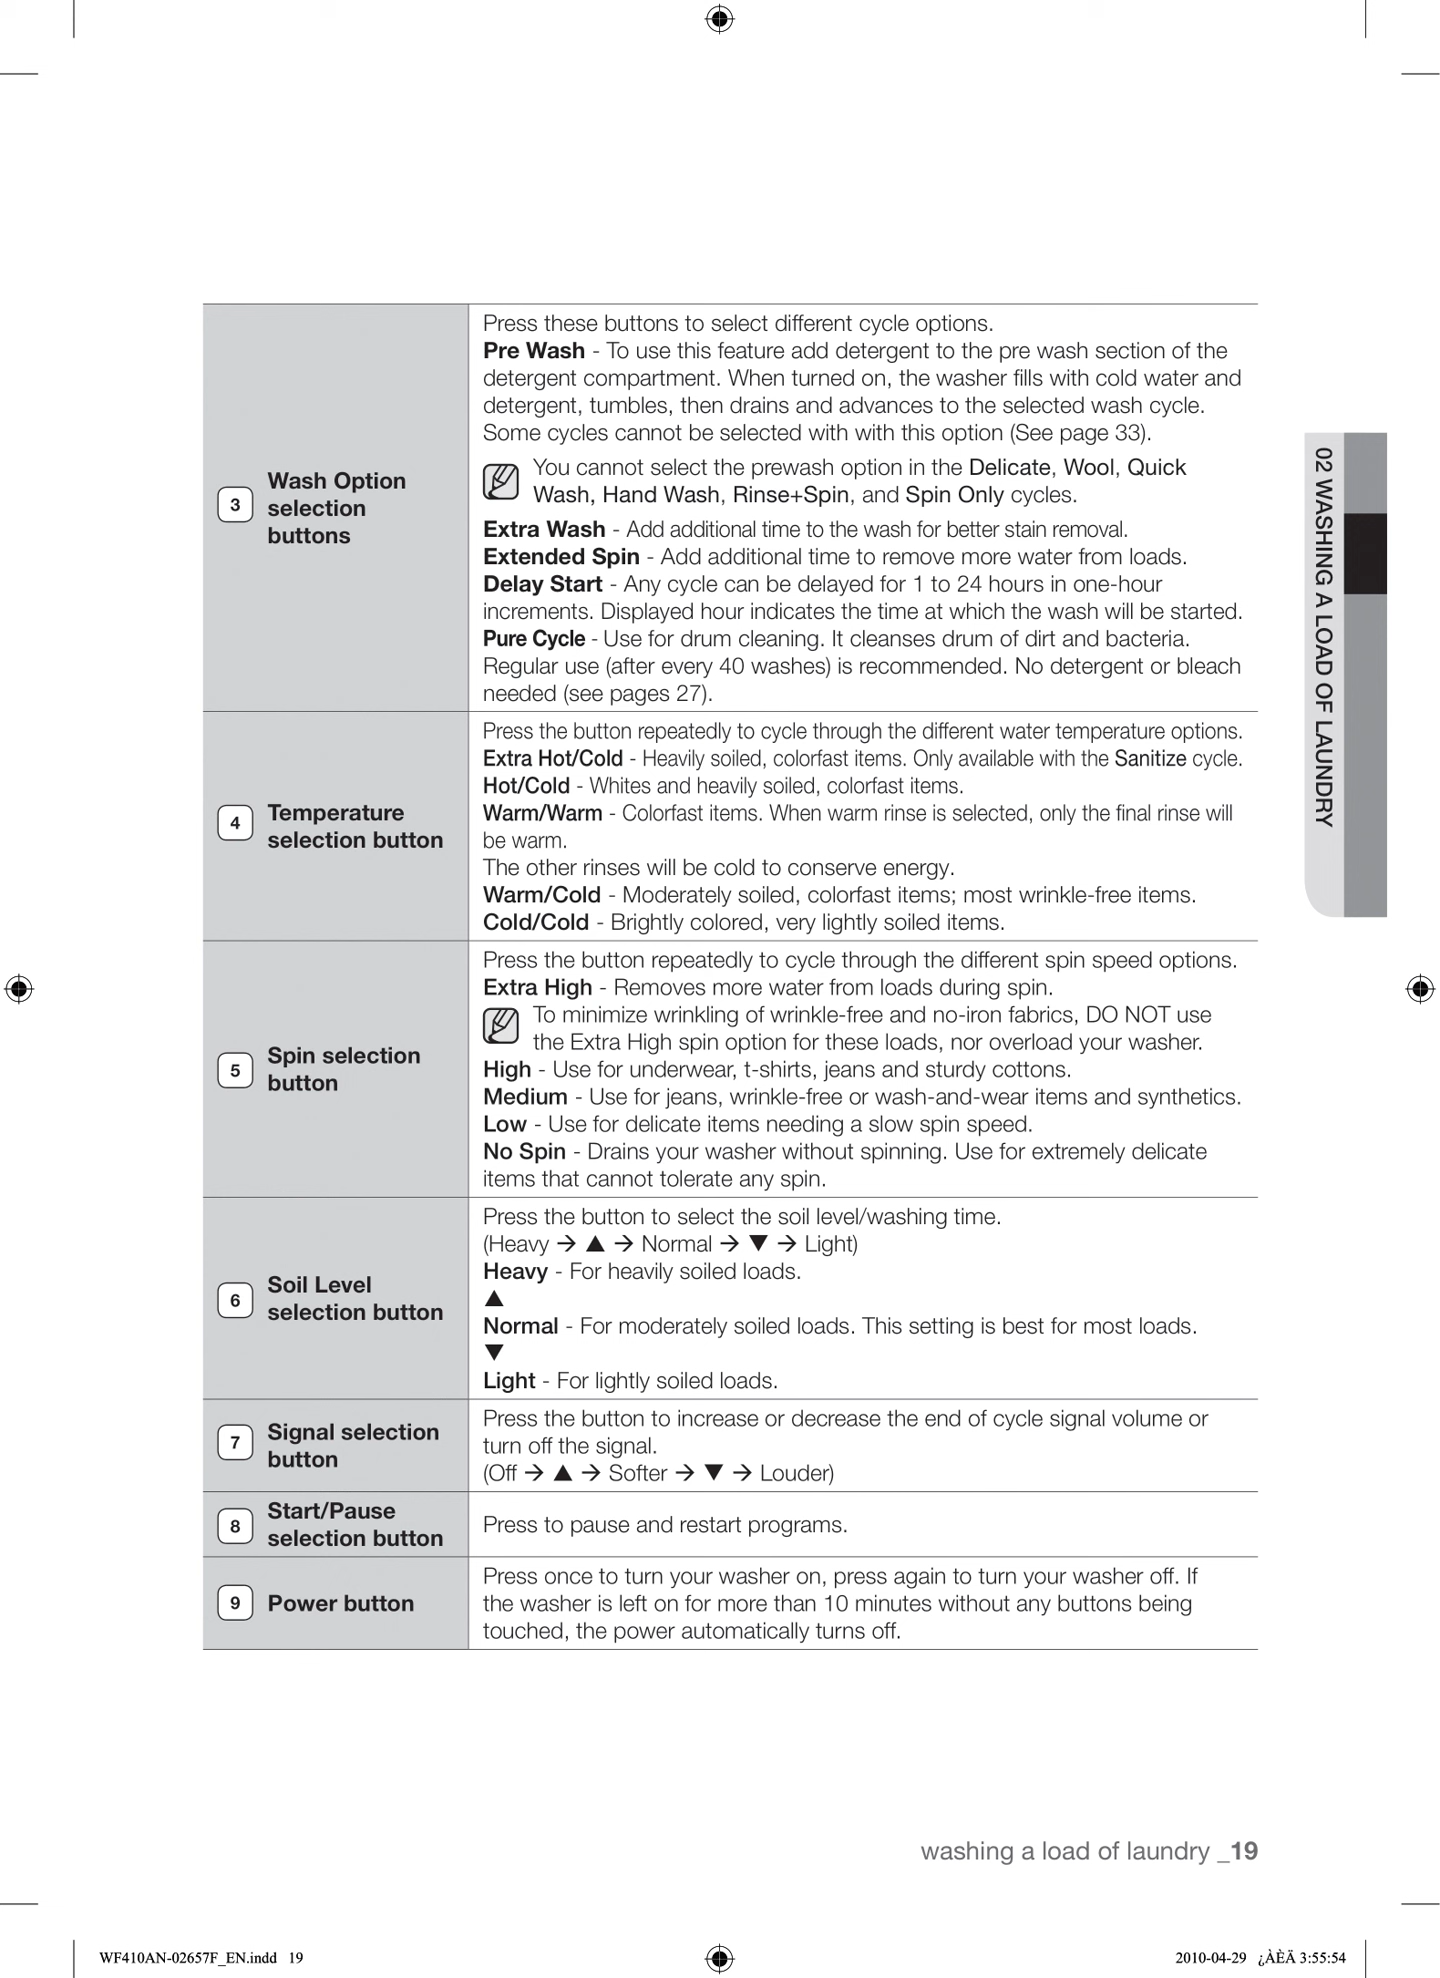 Press these buttons to select different cycle options.
Pre Wash - To use this feature add detergent to the pre wash section of the
detergent compartment. When turned on, the washer fills with cold water and
detergent, tumbles, then drains and advances to the selected wash cycle.
Some cycles cannot be selected with with this option (See page 33).
You cannot select the prewash option in the Delicate, Wool, Quick
Wash, Hand Wash, Rinse+Spin, and Spin Only cycles.
3
Wash Option
selection
buttons
Extra Wash - Add additional time to the wash for better stain removal.
Extended Spin - Add additional time to remove more water from loads.
Delay Start - Any cycle can be delayed for 1 to 24 hours in one-hour
increments. Displayed hour indicates the time at which the wash will be started.
Pure Cycle - Use for drum cleaning. It cleanses drum of dirt and bacteria.
Regular use (after every 40 washes) is recommended. No detergent or bleach
needed (see pages 27).
4
Temperature
selection button
Press the button repeatedly to cycle through the different water temperature options.
Extra Hot/Cold - Heavily soiled, colorfast items. Only available with the Sanitize cycle.
Hot/Cold - Whites and heavily soiled, colorfast items.
Warm/Warm - Colorfast items. When warm rinse is selected, only the final rinse will
be warm.
The other rinses will be cold to conserve energy.
Warm/Cold - Moderately soiled, colorfast items; most wrinkle-free items.
Cold/Cold - Brightly colored, very lightly soiled items.
5
Spin selection
button
Press the button repeatedly to cycle through the different spin speed options.
Extra High - Removes more water from loads during spin.
To minimize wrinkling of wrinkle-free and no-iron fabrics, DO NOT use
the Extra High spin option for these loads, nor overload your washer.
High - Use for underwear, t-shirts, jeans and sturdy cottons.
Medium - Use for jeans, wrinkle-free or wash-and-wear items and synthetics.
Low - Use for delicate items needing a slow spin speed.
No Spin - Drains your washer without spinning. Use for extremely delicate
items that cannot tolerate any spin.
6
Soil Level
selection button
Press the button to select the soil level/washing time.
(Heavy → ▲ → Normal → ▼ → Light)
Heavy - For heavily soiled loads.
▲
Normal - For moderately soiled loads. This setting is best for most loads.
▼
Light - For lightly soiled loads.
7
Signal selection
button
Press the button to increase or decrease the end of cycle signal volume or
turn off the signal.
(Off → ▲ → Softer → ▼ → Louder)
8
Start/Pause
selection button
Press to pause and restart programs.
9
Power button
Press once to turn your washer on, press again to turn your washer off. If
the washer is left on for more than 10 minutes without any buttons being
touched, the power automatically turns off.
02 WASHING A LOAD OF LAUNDRY
washing a load of laundry _19
WF410AN-02657F_EN.indd 19
2010-04-29 ¿ÀÈÄ 3:55:54